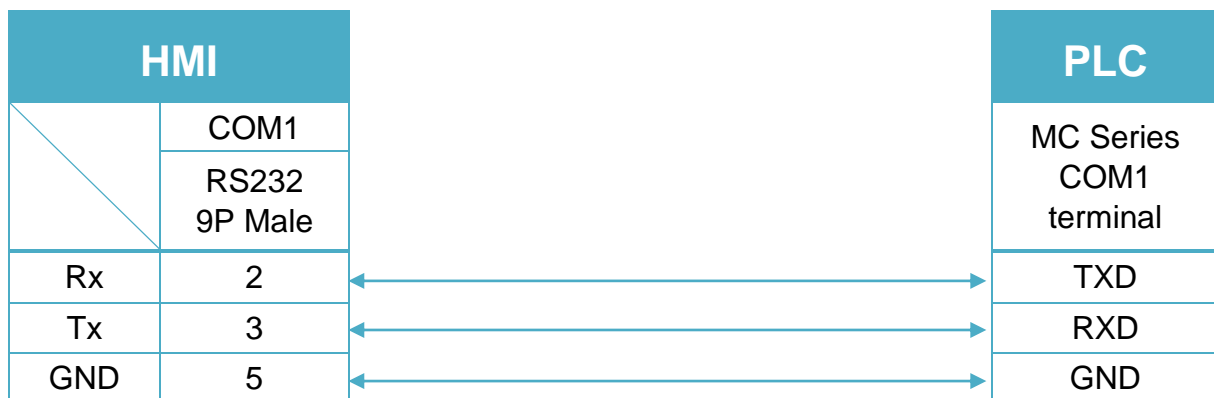 HMI
PLC
COM1
RS232
9P Male
MC Series
COM1
terminal
Rx 2 TXD
Tx 3 RXD
GND 5 GND